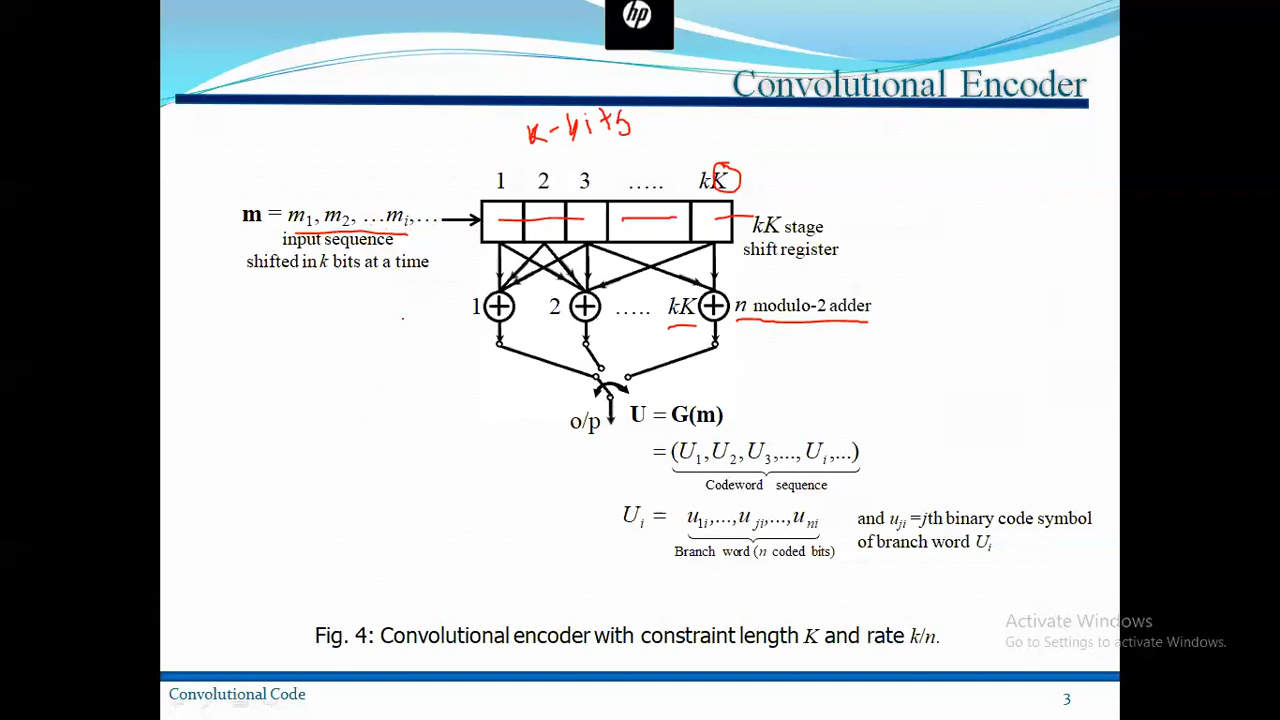 hp
Convolutional Encoder
k-bits
1 2 3 ..... kK
m = m1, m2, …mi,…
input sequence
shifted in k bits at a time
kK stage
shift register
1 2 ..... kK n modulo-2 adder
o/p U = G(m)
= (U1, U2, U3,..., Ui,...)
Codeword sequence
Ui = u1i,...,u ji,...,u ni and uji =jth binary code symbol
Branch word (n coded bits) of branch word Ui
Fig. 4: Convolutional encoder with constraint length K and rate k/n.
Activate Windows
Go to Settings to activate Windows.
Convolutional Code 3